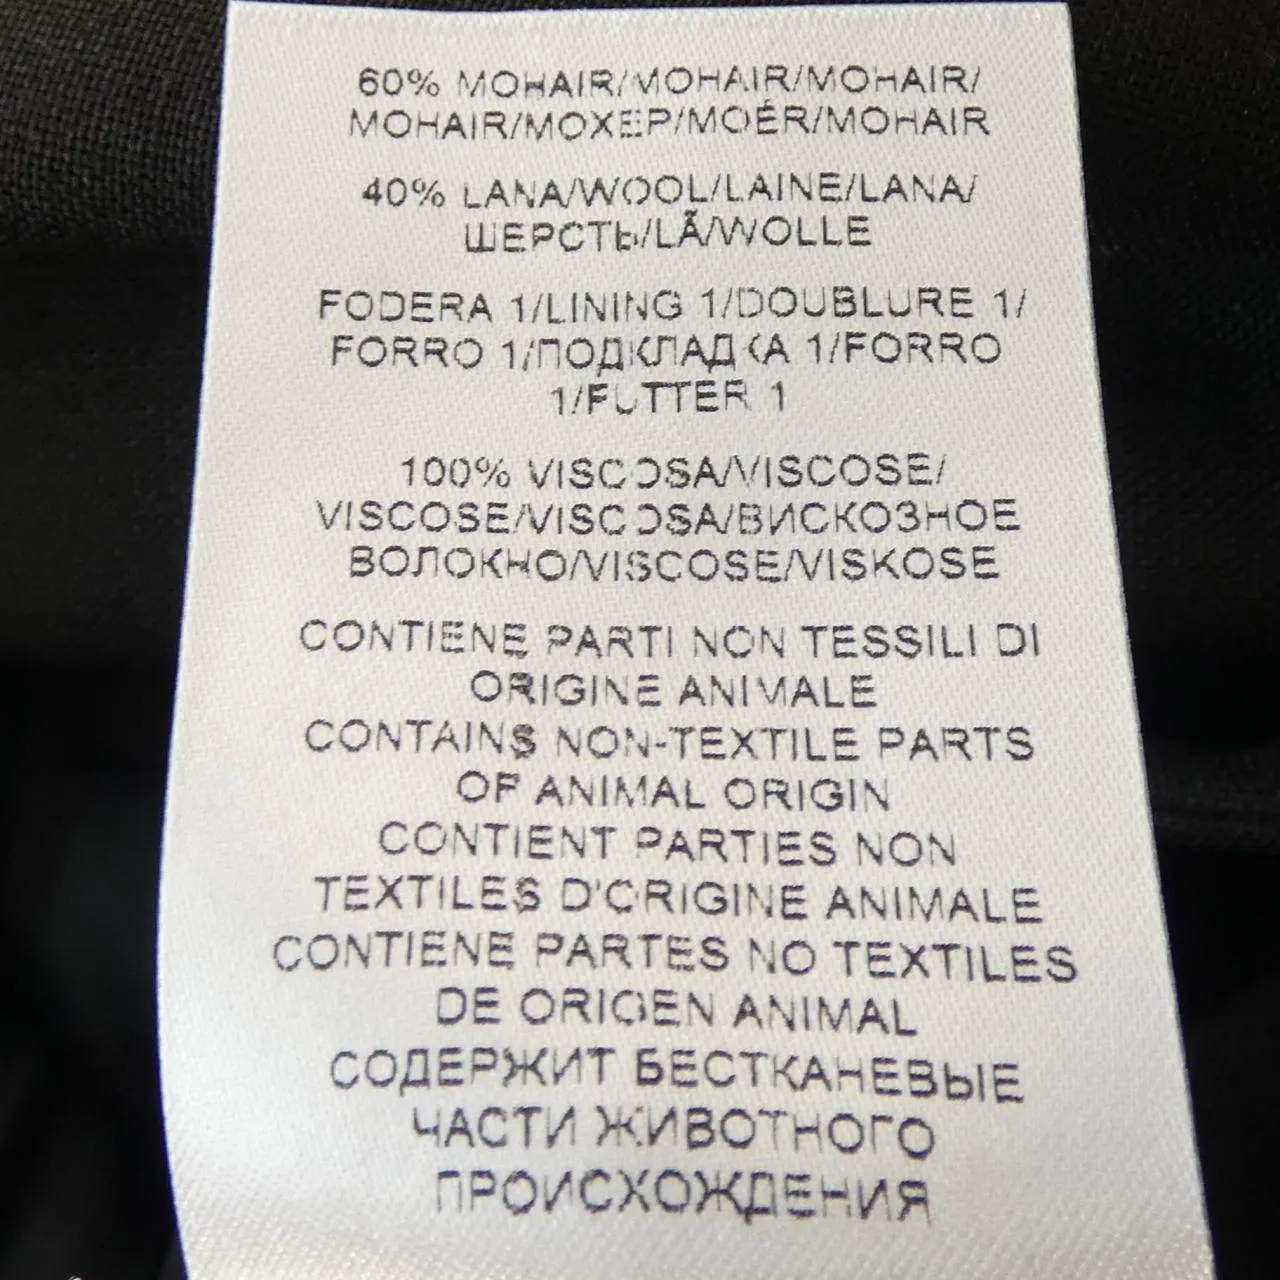 60% MOHAIR/MOHAIR/MOHAIR/
MOHAIR/МОХЕР/MOÉR/MOHAIR
40% LANA/WOOL/LAINE/LANA/
ШЕРСТЬ/LÃ/WOLLE
FODERA 1/LINING 1/DOUBLURE 1/
FORRO 1/ПОДКЛАДКА 1/FORRO
1/FUTTER 1
100% VISCOSA/VISCOSE/
VISCOSE/VISCOSA/ВИСКОЗНОЕ
ВОЛОКНО/VISCOSE/VISKOSE
CONTIENE PARTI NON TESSILI DI
ORIGINE ANIMALE
CONTAINS NON-TEXTILE PARTS
OF ANIMAL ORIGIN
CONTIENT PARTIES NON
TEXTILES D'ORIGINE ANIMALE
CONTIENE PARTES NO TEXTILES
DE ORIGEN ANIMAL
СОДЕРЖИТ БЕСТКАНЕВЫЕ
ЧАСТИ ЖИВОТНОГО
ПРОИСХОЖДЕНИЯ